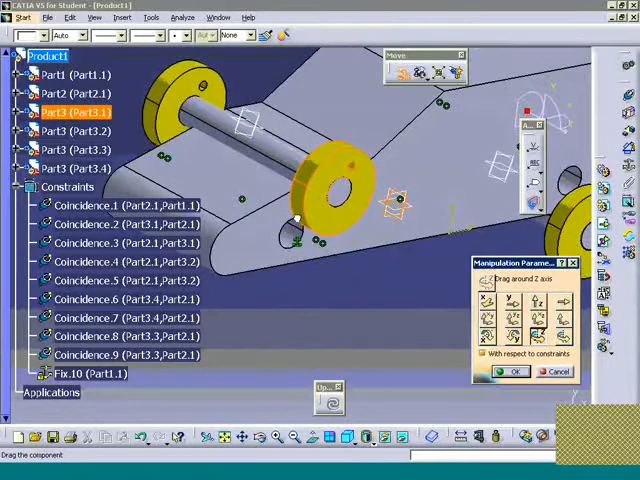 CATIA V5 for Student - [Product1]
Start File Edit View Insert Tools Analyze Window Help
Auto Aut None
Product1
Part1 (Part1.1)
Part2 (Part2.1)
Part3 (Part3.1)
Part3 (Part3.2)
Part3 (Part3.3)
Part3 (Part3.4)
Constraints
Coincidence.1 (Part2.1,Part1.1)
Coincidence.2 (Part3.1,Part2.1)
Coincidence.3 (Part2.1,Part3.1)
Coincidence.4 (Part2.1,Part3.2)
Coincidence.5 (Part2.1,Part3.2)
Coincidence.6 (Part3.4,Part2.1)
Coincidence.7 (Part3.4,Part2.1)
Coincidence.8 (Part3.3,Part2.1)
Coincidence.9 (Part3.3,Part2.1)
Fix.10 (Part1.1)
Applications
Move
Manipulation Parame...
Drag around Z axis
With respect to constraints
OK Cancel
Up...
Drag the component